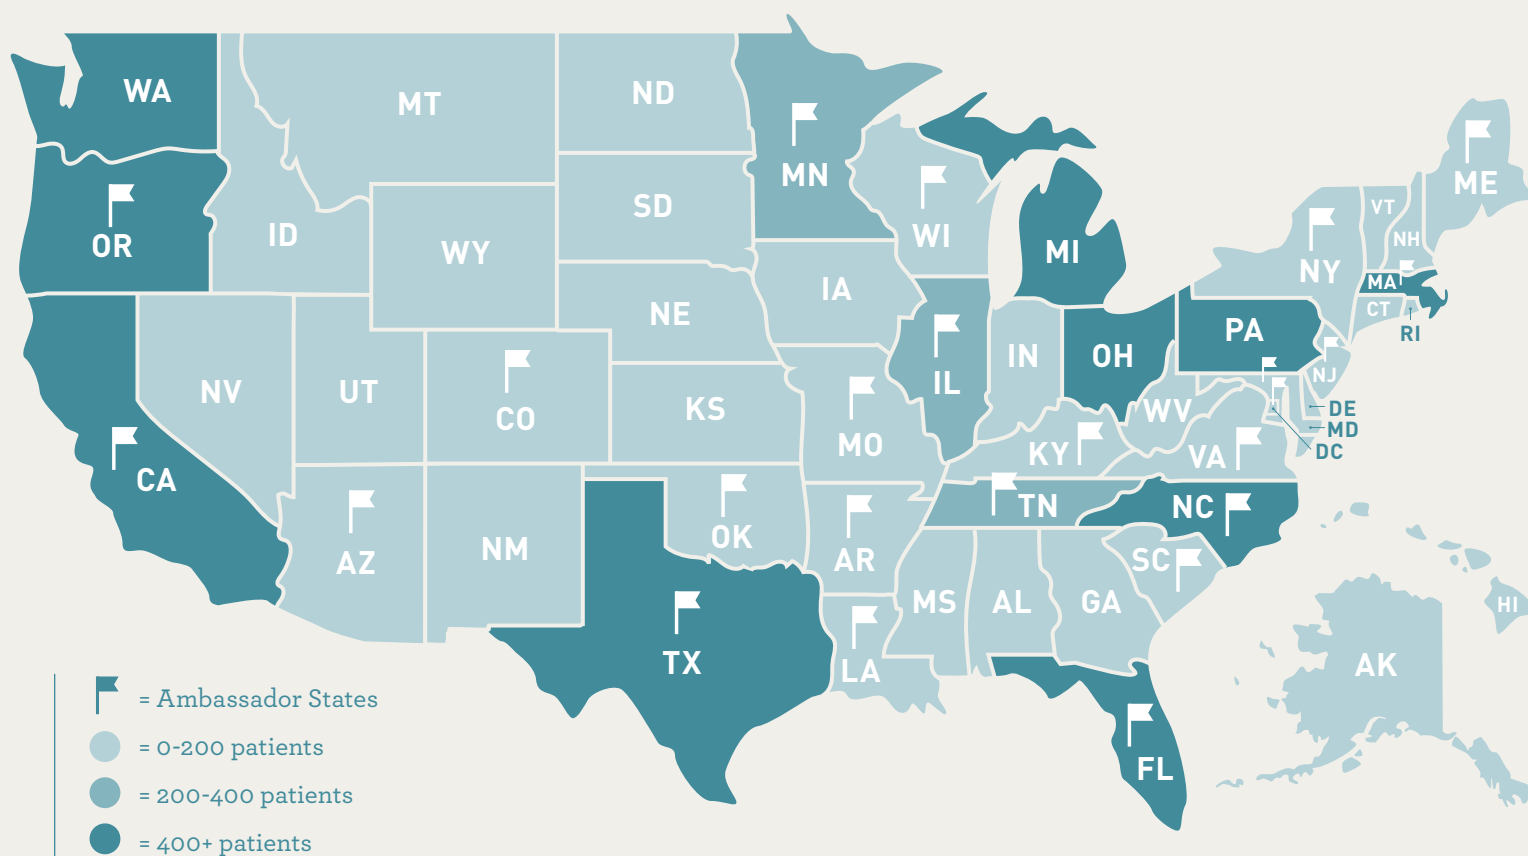 WA
MT
ND
MN
OR
ID
WY
SD
WI
MI
ME
VT
NH
NY
MA
CT
RI
IA
NE
PA
NV
UT
CO
KS
MO
IL
IN
OH
NJ
WV
DE
MD
DC
KY
VA
CA
AZ
NM
OK
AR
TN
NC
SC
MS
AL
GA
TX
LA
FL
HI
AK
= Ambassador States
= 0-200 patients
= 200-400 patients
= 400+ patients